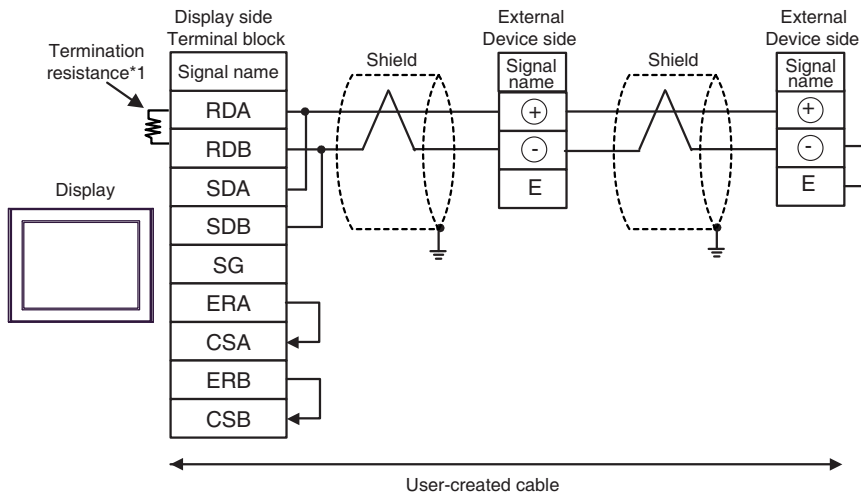 Display side
Terminal block
External
Device side
External
Device side
Termination
resistance*1
Signal name
Shield
Signal
name
Shield
Signal
name
RDA
+
+
RDB
-
-
SDA
E
E
Display
SDB
SG
ERA
CSA
ERB
CSB
User-created cable